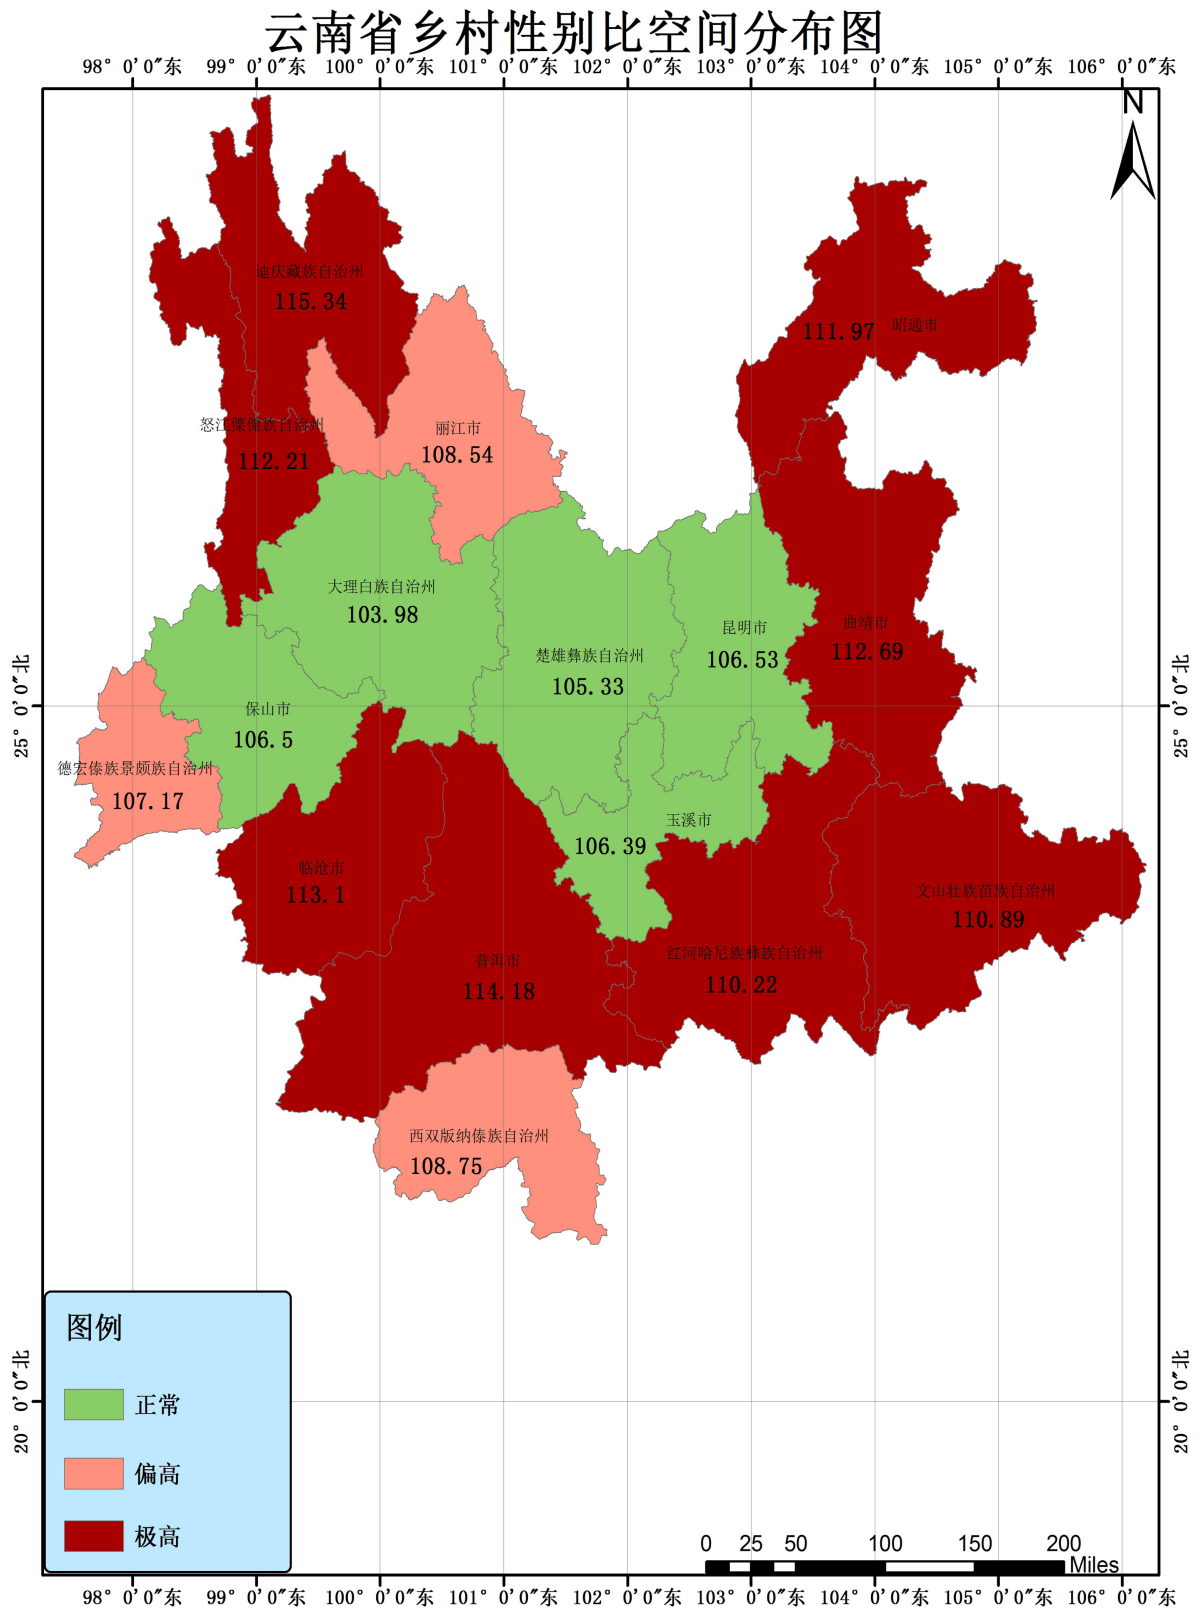 云南省乡村性别比空间分布图
98° 0′0″东 99° 0′0″东 100° 0′0″东 101° 0′0″东 102° 0′0″东 103° 0′0″东 104° 0′0″东 105° 0′0″东 106° 0′0″东
N
迪庆藏族自治州
115.34
昭通市
111.97
怒江傈僳族自治州
112.21
丽江市
108.54
大理白族自治州
103.98
楚雄彝族自治州
105.33
昆明市
106.53
曲靖市
112.69
25° 0′0″北
25° 0′0″北
保山市
106.5
德宏傣族景颇族自治州
107.17
玉溪市
106.39
临沧市
113.1
文山壮族苗族自治州
110.89
普洱市
114.18
红河哈尼族彝族自治州
110.22
西双版纳傣族自治州
108.75
20° 0′0″北
20° 0′0″北
图例
正常
偏高
极高
0 25 50 100 150 200
Miles
98° 0′0″东 99° 0′0″东 100° 0′0″东 101° 0′0″东 102° 0′0″东 103° 0′0″东 104° 0′0″东 105° 0′0″东 106° 0′0″东